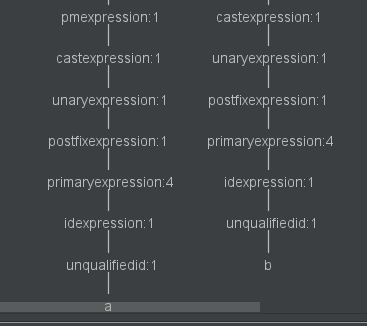 pmexpression:1 castexpression:1
castexpression:1 unaryexpression:1
unaryexpression:1 postfixexpression:1
postfixexpression:1 primaryexpression:4
primaryexpression:4 idexpression:1
idexpression:1 unqualifiedid:1
unqualifiedid:1 b
a